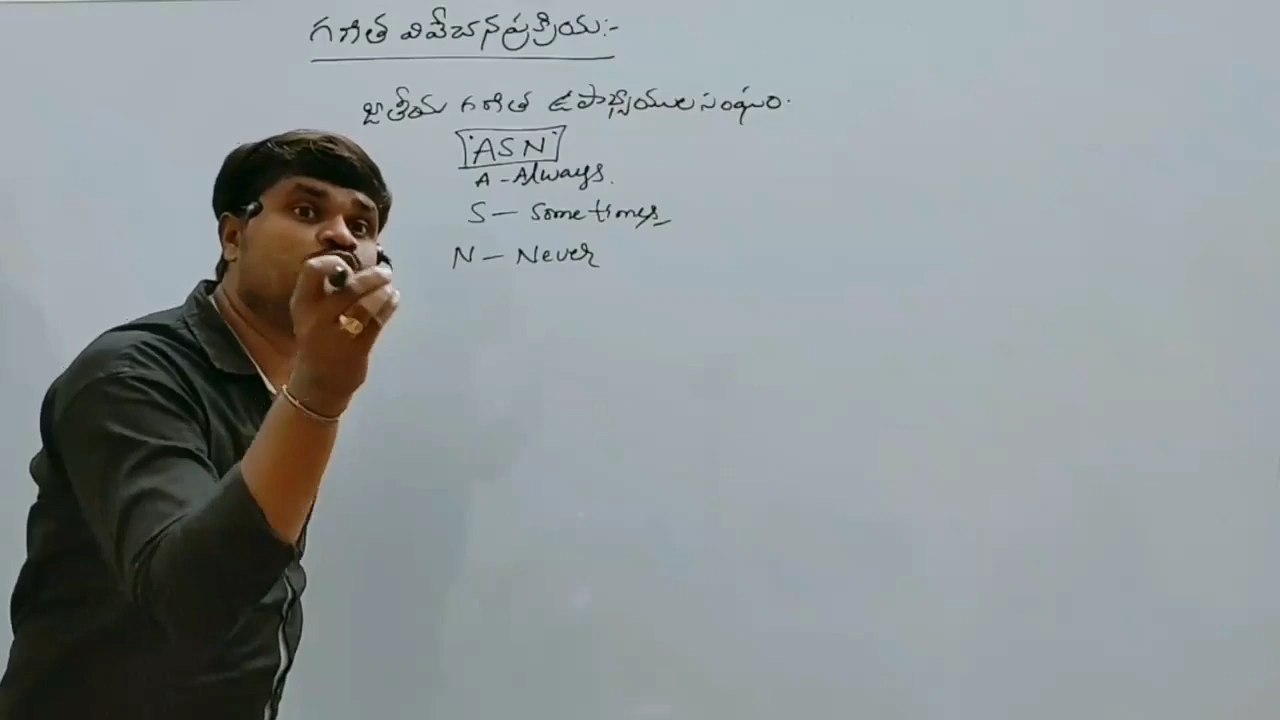 గణిత వివేచన ప్రక్రియ:-
జాతీయ గణిత ఉపాధ్యాయుల సంఘం.
ASN
A - Always.
S - Sometimes
N - Never